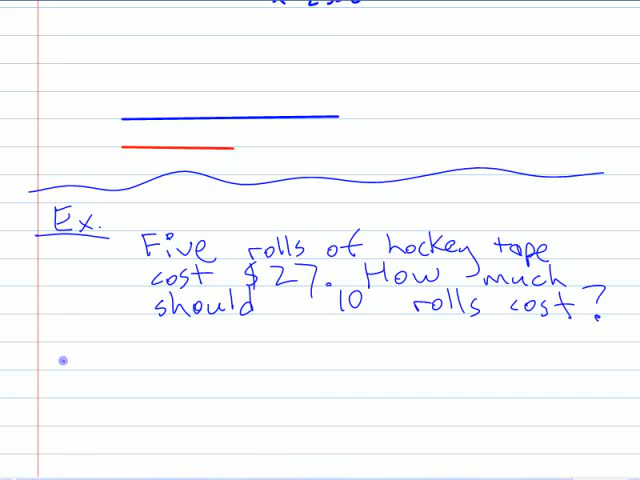 Ex.
Five rolls of hockey tape
cost $27. How much
should 10 rolls cost?